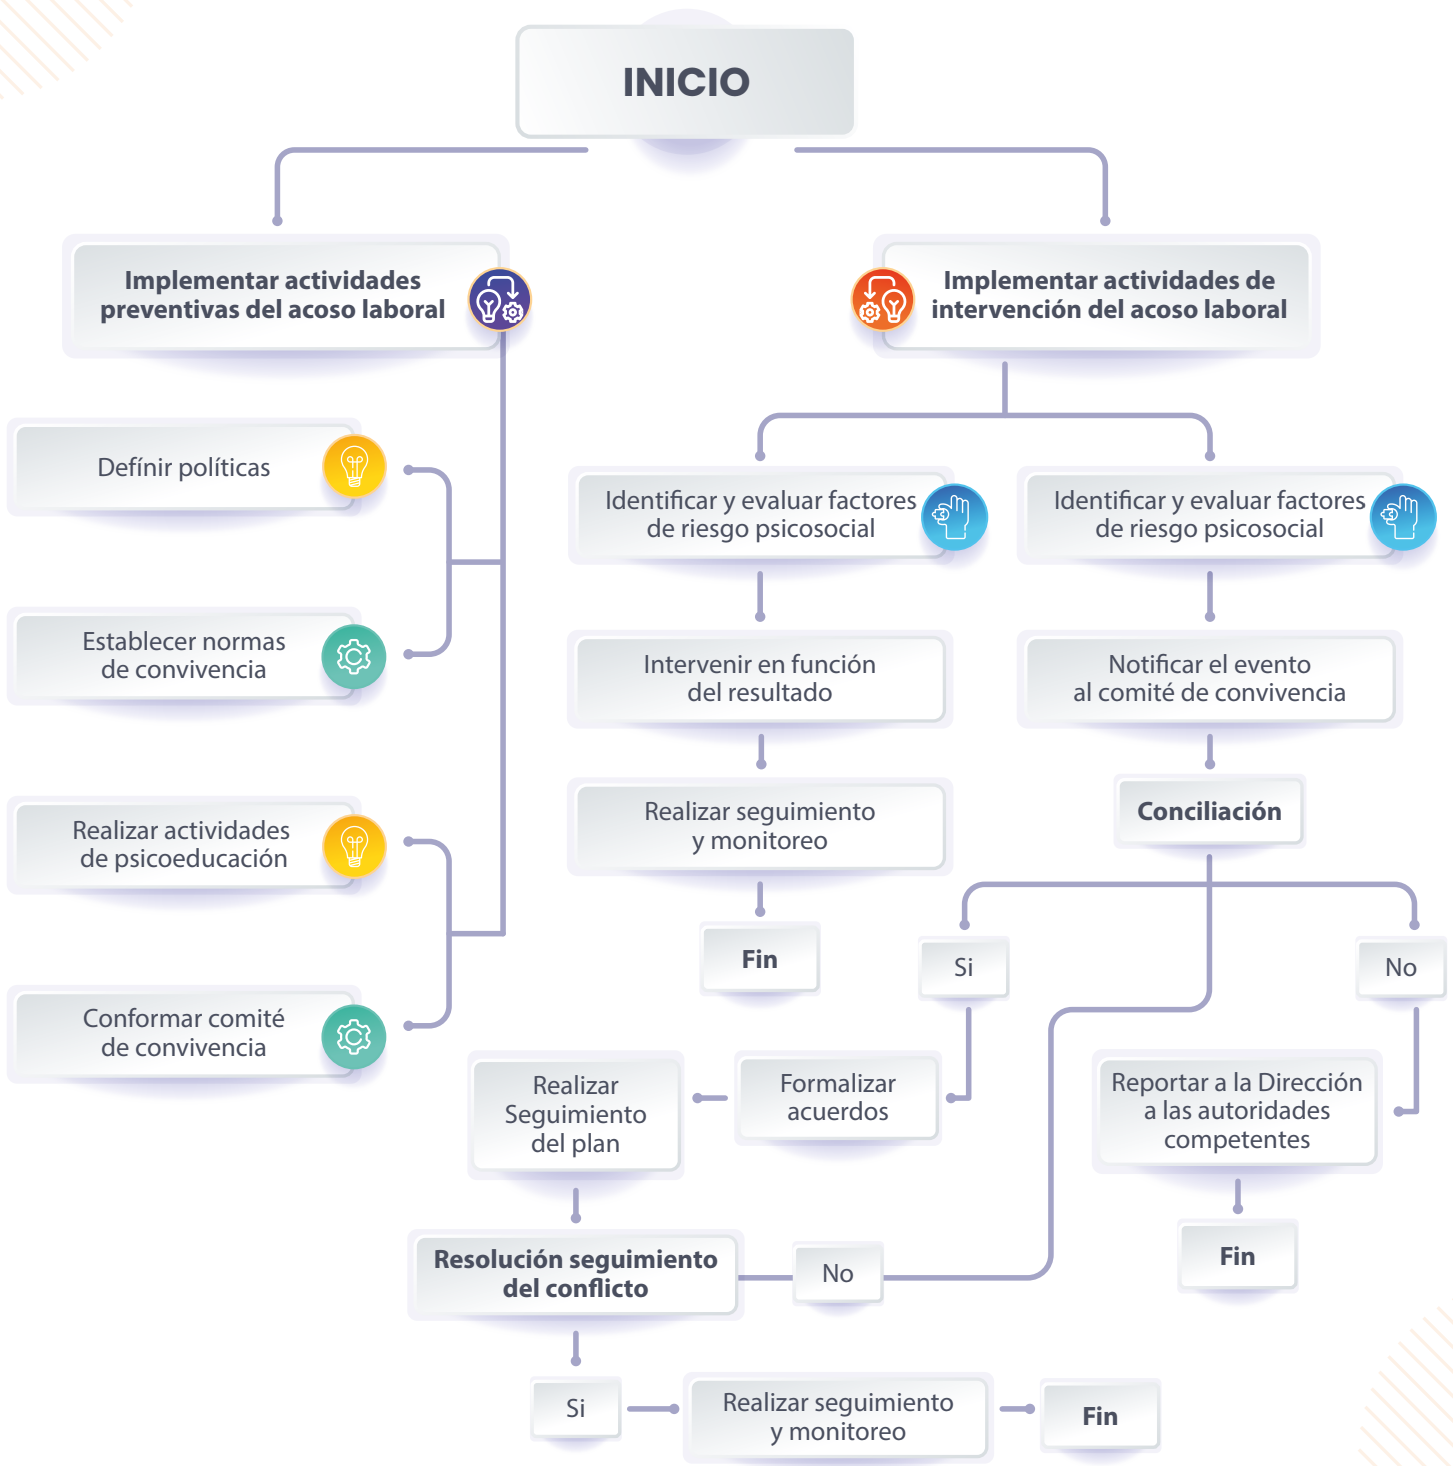 INICIO
Implementar actividades
preventivas del acoso laboral
Implementar actividades de
intervención del acoso laboral
Defínir políticas
Establecer normas
de convivencia
Realizar actividades
de psicoeducación
Conformar comité
de convivencia
Identificar y evaluar factores
de riesgo psicosocial
Intervenir en función
del resultado
Realizar seguimiento
y monitoreo
Fin
Identificar y evaluar factores
de riesgo psicosocial
Notificar el evento
al comité de convivencia
Conciliación
Si
No
Formalizar
acuerdos
Realizar
Seguimiento
del plan
Reportar a la Dirección
a las autoridades
competentes
Fin
Resolución seguimiento
del conflicto
No
Si
Realizar seguimiento
y monitoreo
Fin